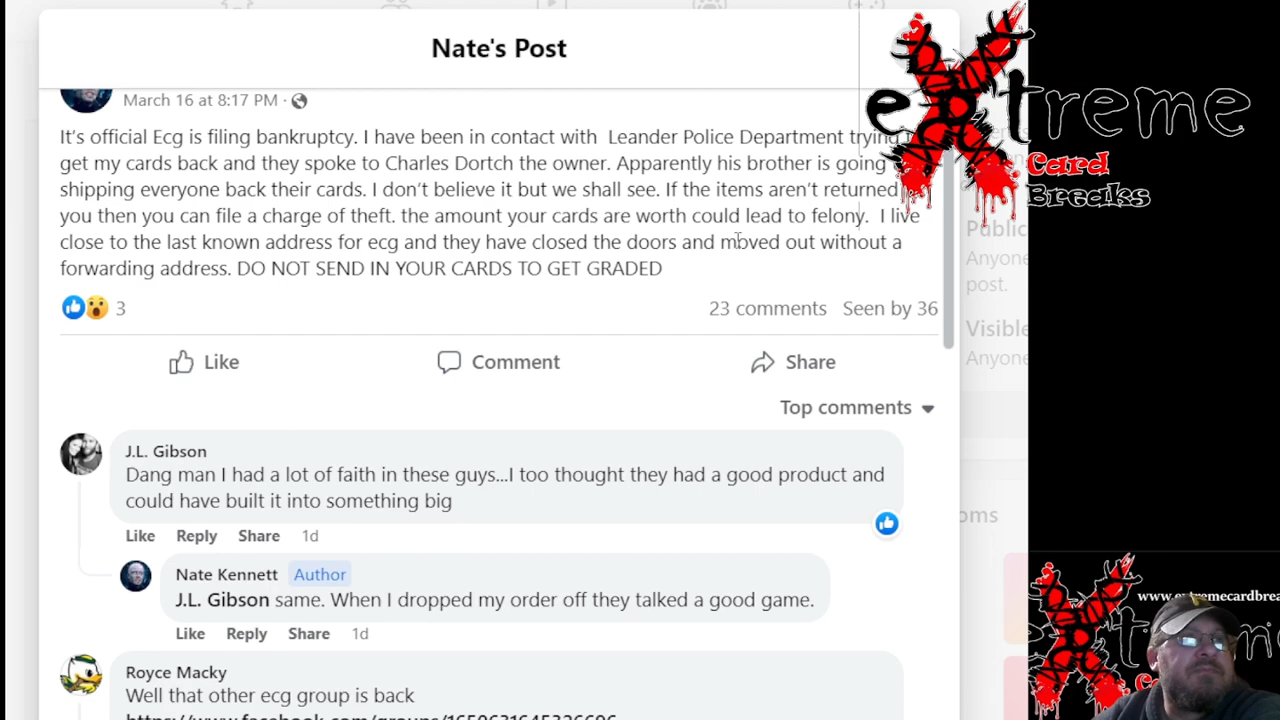 Nate's Post
March 16 at 8:17 PM ·
It's official Ecg is filing bankruptcy. I have been in contact with Leander Police Department trying
get my cards back and they spoke to Charles Dortch the owner. Apparently his brother is going
shipping everyone back their cards. I don't believe it but we shall see. If the items aren't returned
you then you can file a charge of theft. the amount your cards are worth could lead to felony. I live
close to the last known address for ecg and they have closed the doors and moved out without a
forwarding address. DO NOT SEND IN YOUR CARDS TO GET GRADED
3
23 comments Seen by 36
Like Comment Share
Top comments
J.L. Gibson
Dang man I had a lot of faith in these guys...I too thought they had a good product and
could have built it into something big
Like Reply Share 1d
Nate Kennett Author
J.L. Gibson same. When I dropped my order off they talked a good game.
Like Reply Share 1d
Royce Macky
Well that other ecg group is back
eXtreme
Card
Breaks
Public
Anyone
post.
Visible
Anyone
oms
www.extremecardbrea